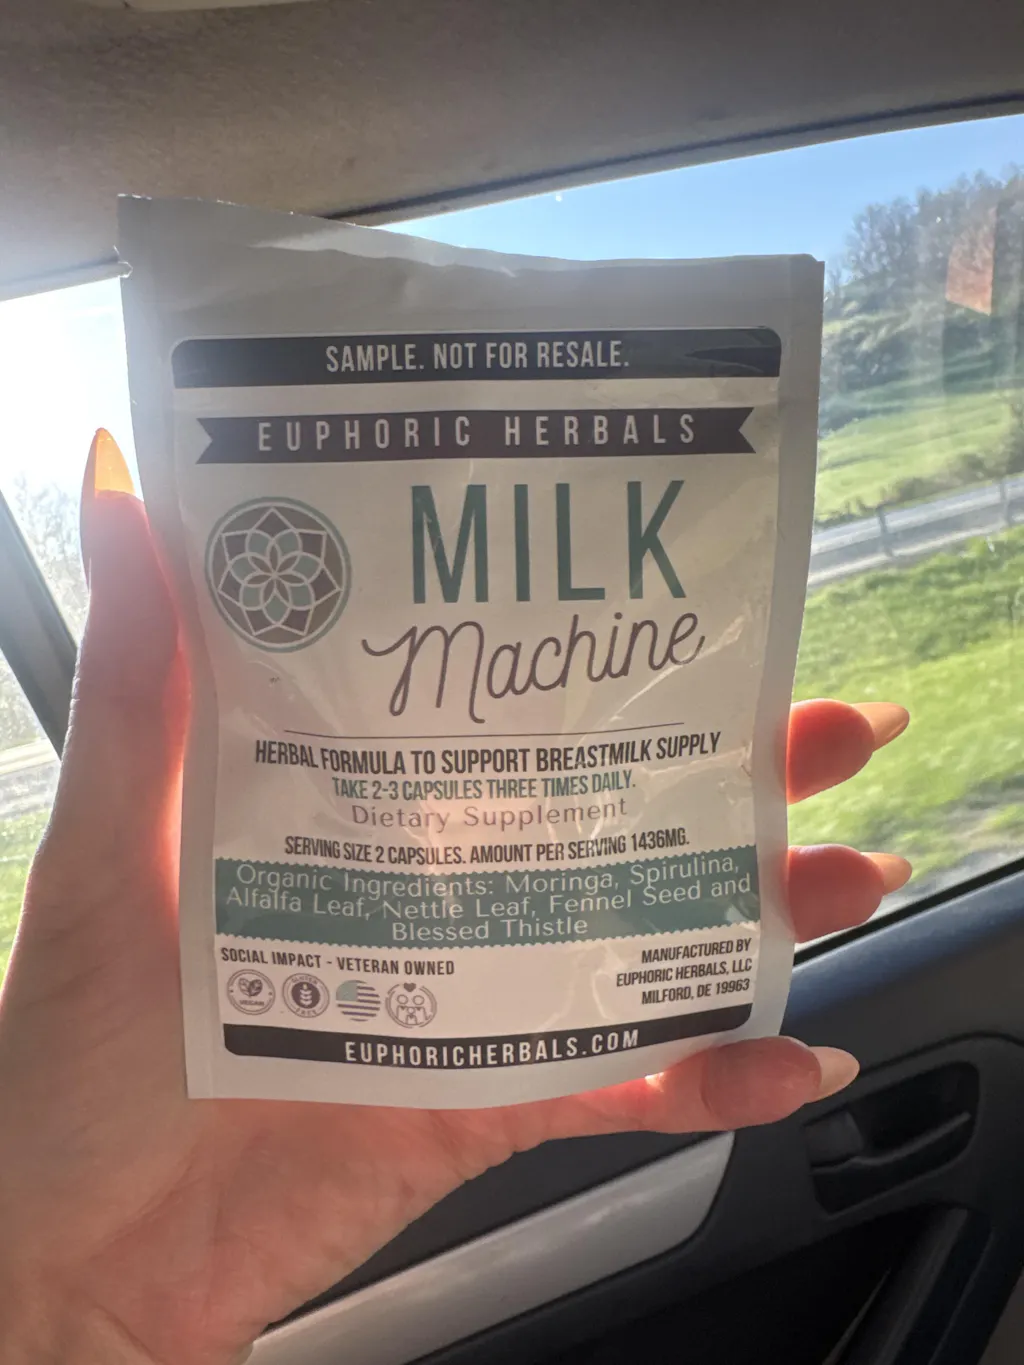 SAMPLE. NOT FOR RESALE.
EUPHORIC HERBALS
MILK
Machine
HERBAL FORMULA TO SUPPORT BREASTMILK SUPPLY
TAKE 2-3 CAPSULES THREE TIMES DAILY.
Dietary Supplement
SERVING SIZE 2 CAPSULES. AMOUNT PER SERVING 1436MG.
Organic Ingredients: Moringa, Spirulina,
Alfalfa Leaf, Nettle Leaf, Fennel Seed and
Blessed Thistle
SOCIAL IMPACT - VETERAN OWNED
VEGAN
GLUTEN
FREE
MANUFACTURED BY
EUPHORIC HERBALS, LLC
MILFORD, DE 19963
EUPHORICHERBALS.COM